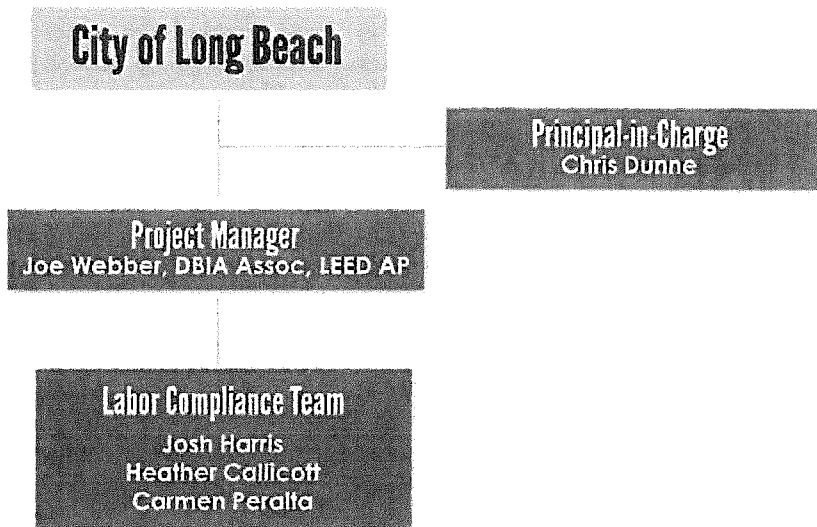 City of Long Beach
Principal-in-Charge
Chris Dunne
Project Manager
Joe Webber, DBIA Assoc, LEED AP
Labor Compliance Team
Josh Harris
Heather Callicott
Carmen Peralta